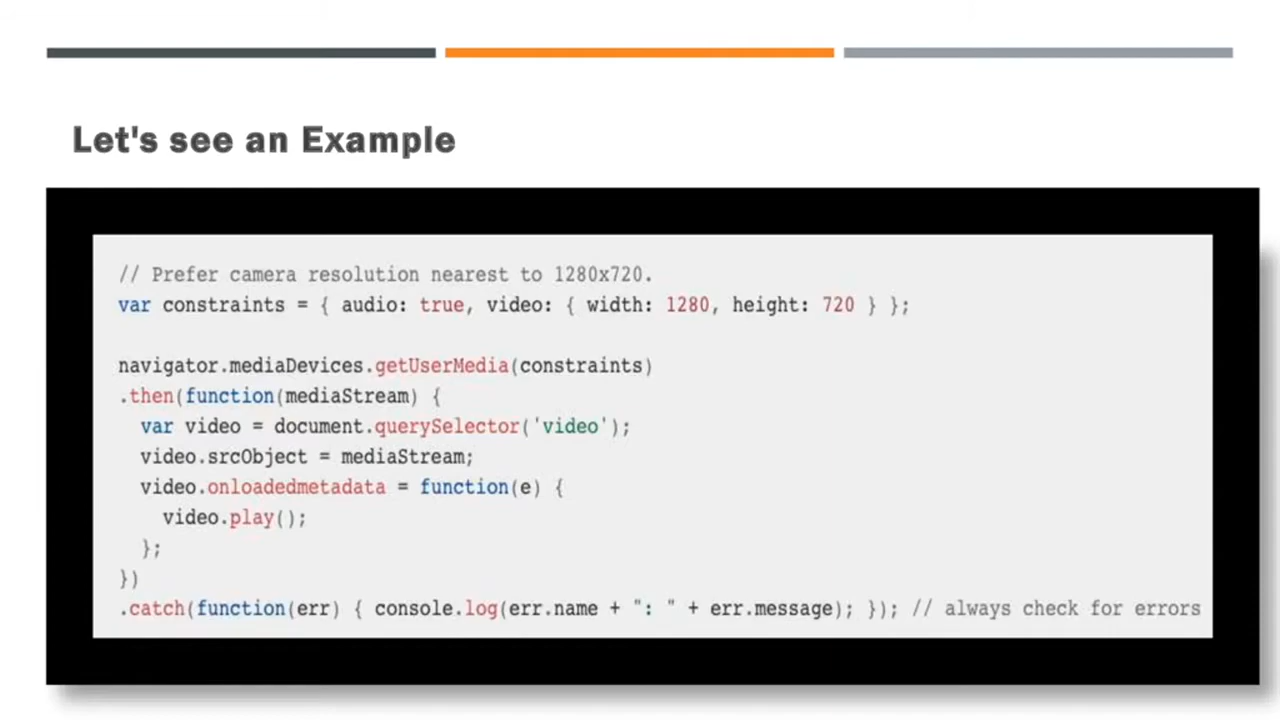 Let's see an Example
// Prefer camera resolution nearest to 1280x720.
var constraints = { audio: true, video: { width: 1280, height: 720 } };
navigator.mediaDevices.getUserMedia(constraints)
.then(function(mediaStream) {
  var video = document.querySelector('video');
  video.srcObject = mediaStream;
  video.onloadedmetadata = function(e) {
    video.play();
  };
})
.catch(function(err) { console.log(err.name + ": " + err.message); }); // always check for errors